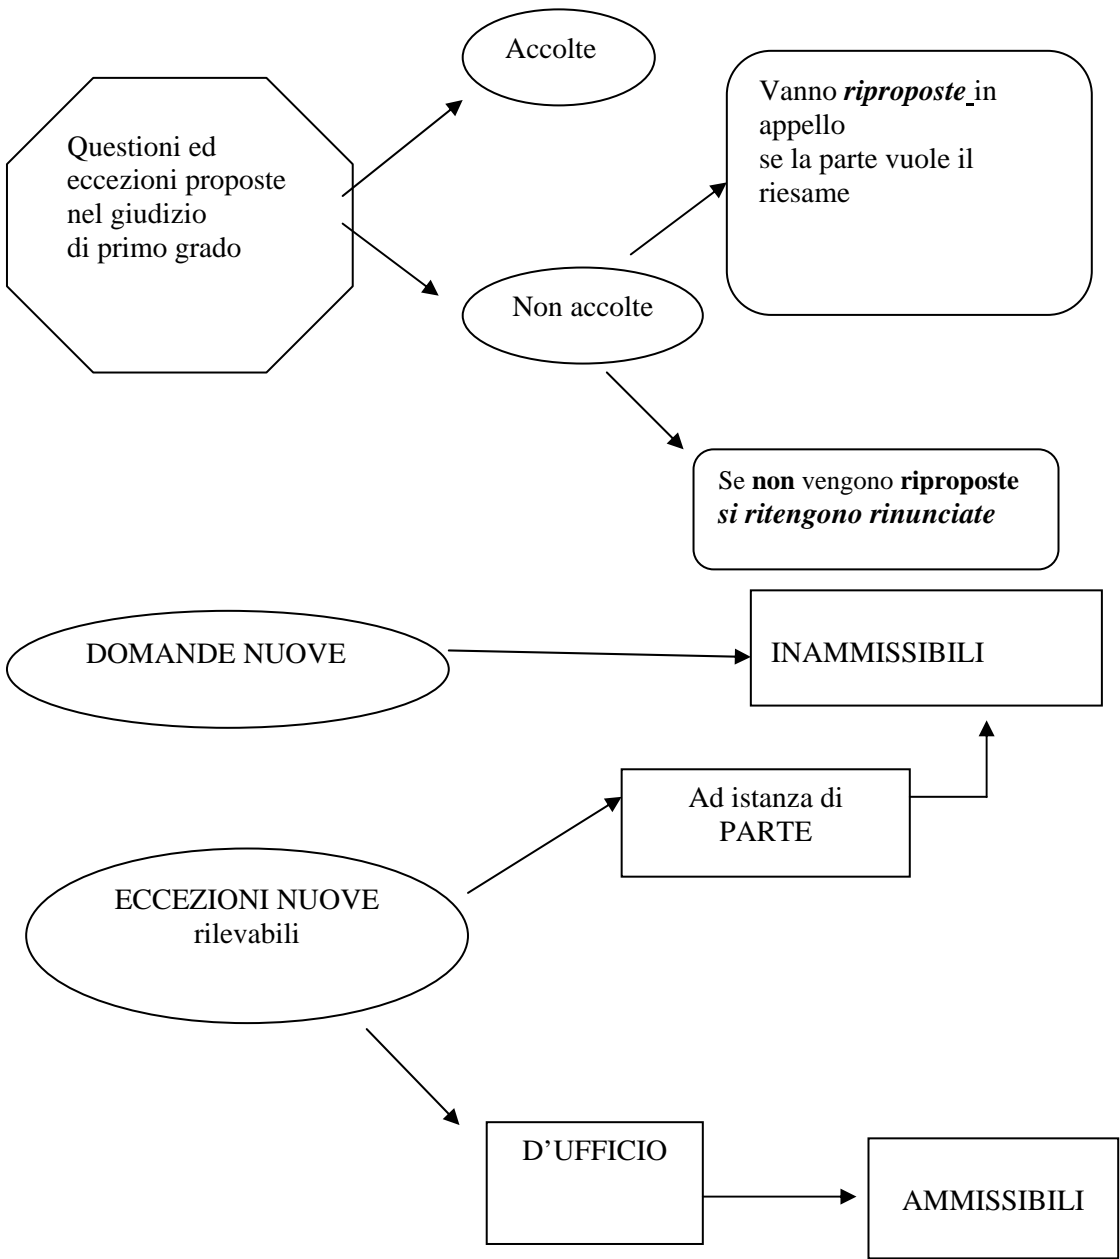 Accolte
Questioni ed
eccezioni proposte
nel giudizio
di primo grado
Vanno riproposte in
appello
se la parte vuole il
riesame
Non accolte
Se non vengono riproposte
si ritengono rinunciate
DOMANDE NUOVE
INAMMISSIBILI
Ad istanza di
PARTE
ECCEZIONI NUOVE
rilevabili
D’UFFICIO
AMMISSIBILI